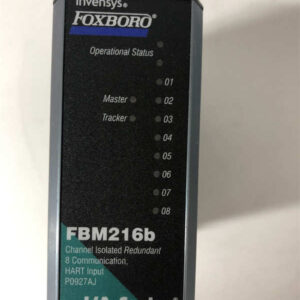 invensys®
FOXBORO®
Operational Status
01
Master 02
Tracker 03
04
05
06
07
08
FBM216b
Channel Isolated Redundant
8 Communication,
HART Input
P0927AJ